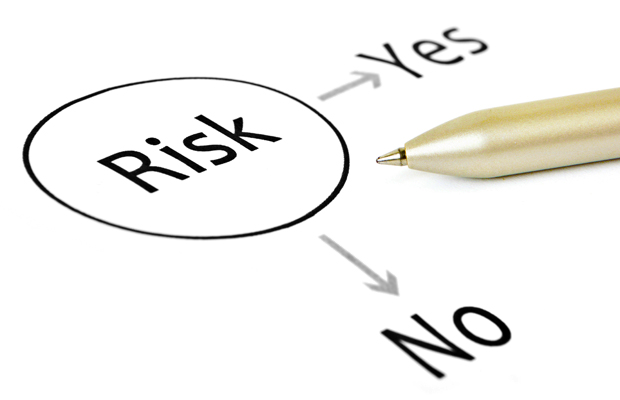 Yes
Risk
No